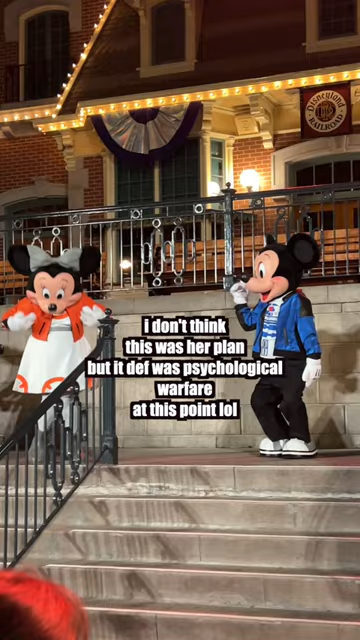 Disneyland
RAILROAD
I don't think
this was her plan
but it def was psychological
warfare
at this point lol